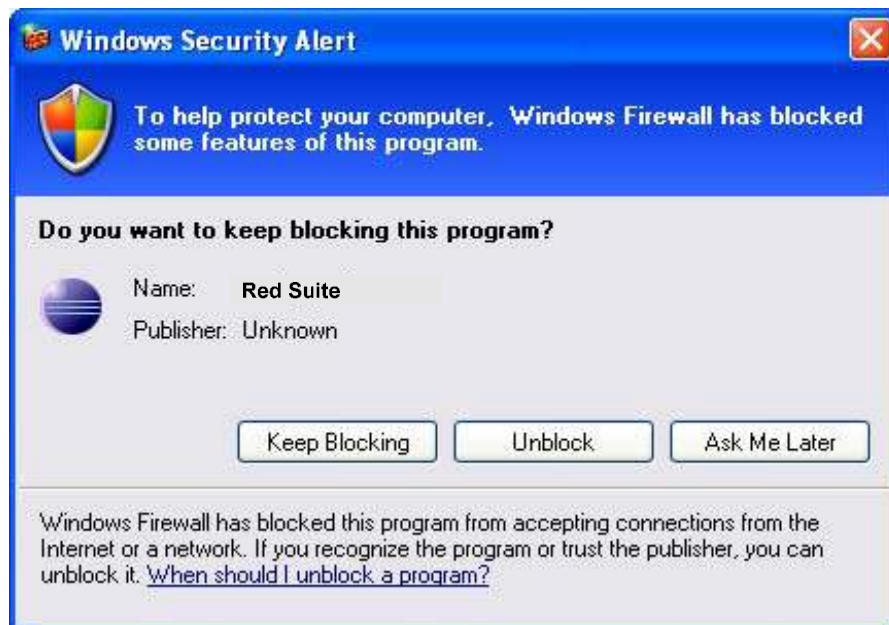 Windows Security Alert
To help protect your computer, Windows Firewall has blocked
some features of this program.
Do you want to keep blocking this program?
Name: Red Suite
Publisher: Unknown
Keep Blocking Unblock Ask Me Later
Windows Firewall has blocked this program from accepting connections from the
Internet or a network. If you recognize the program or trust the publisher, you can
unblock it. When should I unblock a program?